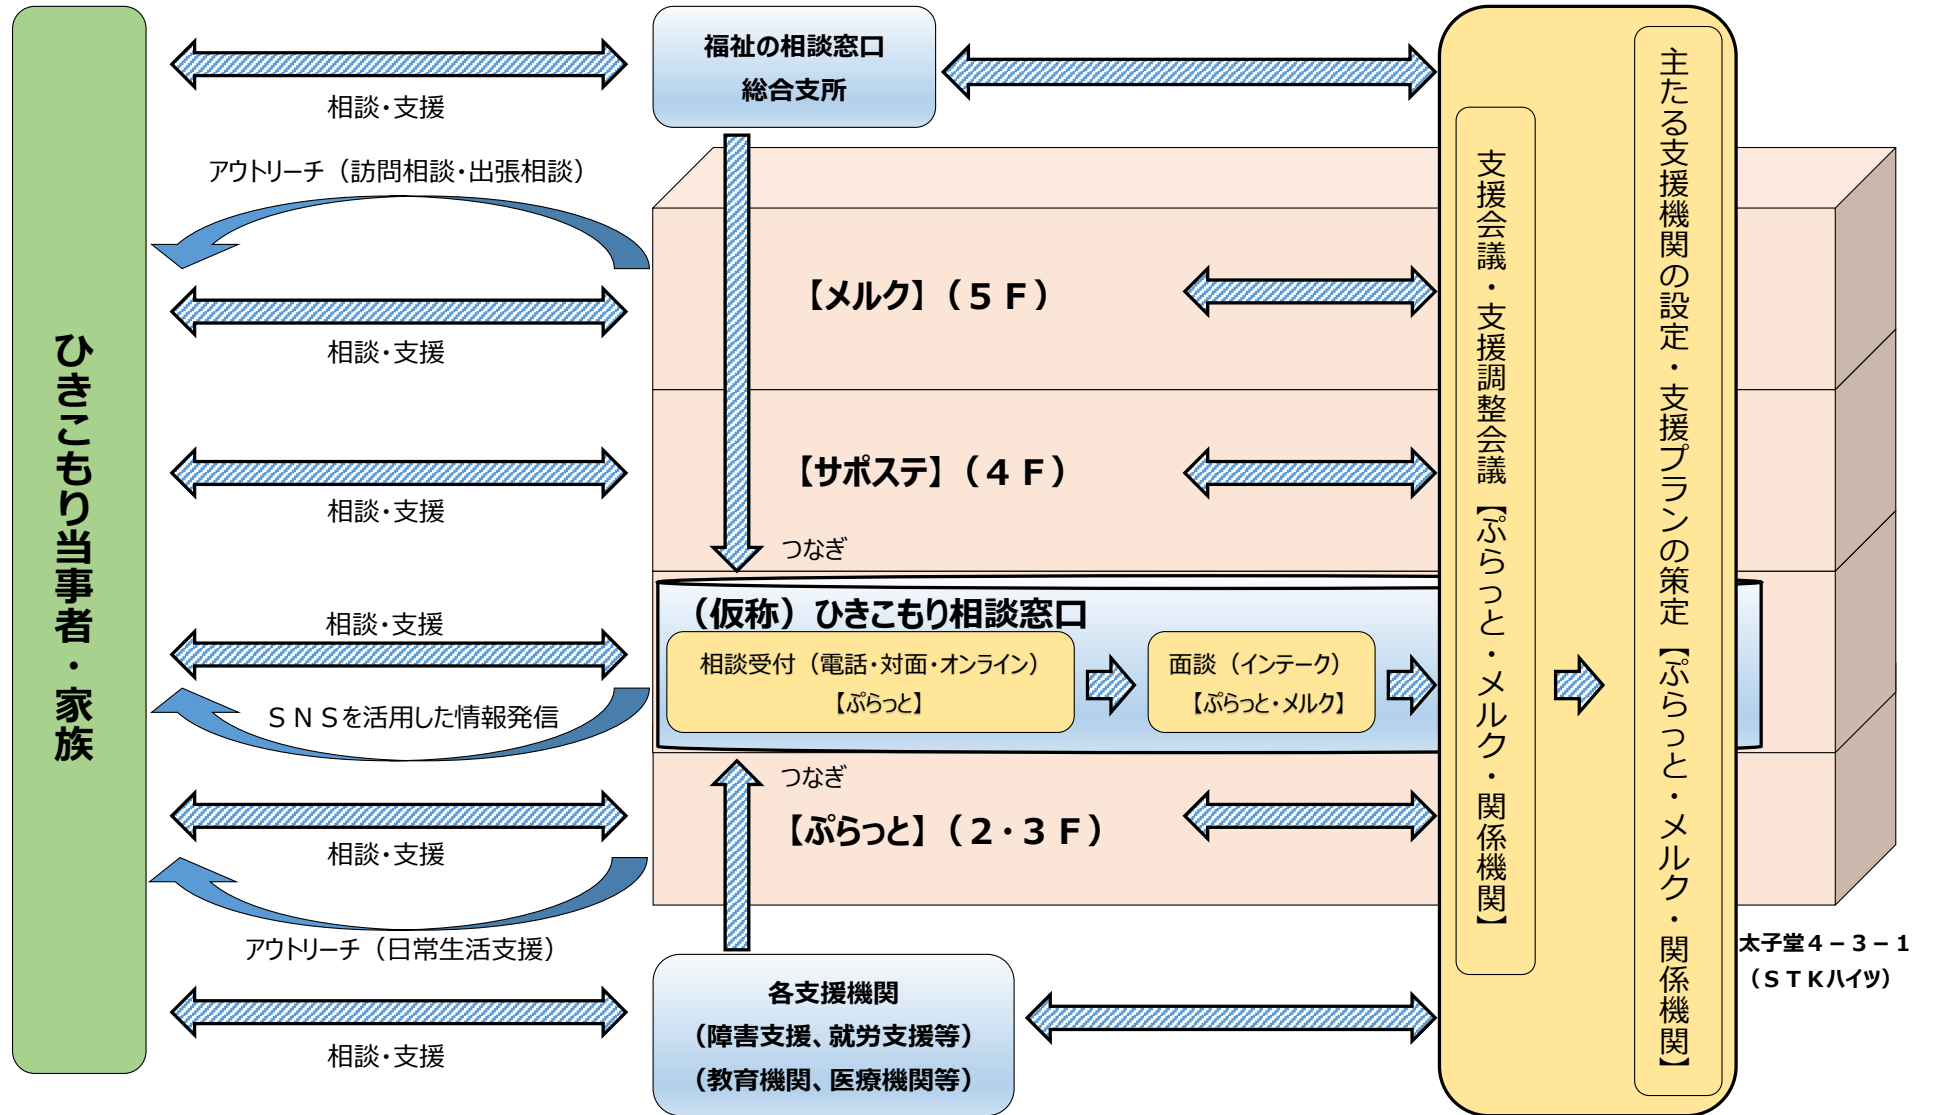 ひきこもり当事者・家族
相談・支援
アウトリーチ（訪問相談・出張相談）
相談・支援
相談・支援
相談・支援
ＳＮＳを活用した情報発信
相談・支援
アウトリーチ（日常生活支援）
相談・支援
福祉の相談窓口
総合支所
【メルク】（５Ｆ）
【サポステ】（４Ｆ）
つなぎ
（仮称）ひきこもり相談窓口
相談受付（電話・対面・オンライン）
【ぷらっと】
面談（インテーク）
【ぷらっと・メルク】
つなぎ
【ぷらっと】（２・３Ｆ）
各支援機関
（障害支援、就労支援等）
（教育機関、医療機関等）
支援会議・支援調整会議【ぷらっと・メルク・関係機関】
主たる支援機関の設定・支援プランの策定【ぷらっと・メルク・関係機関】
太子堂４－３－１
（ＳＴＫハイツ）